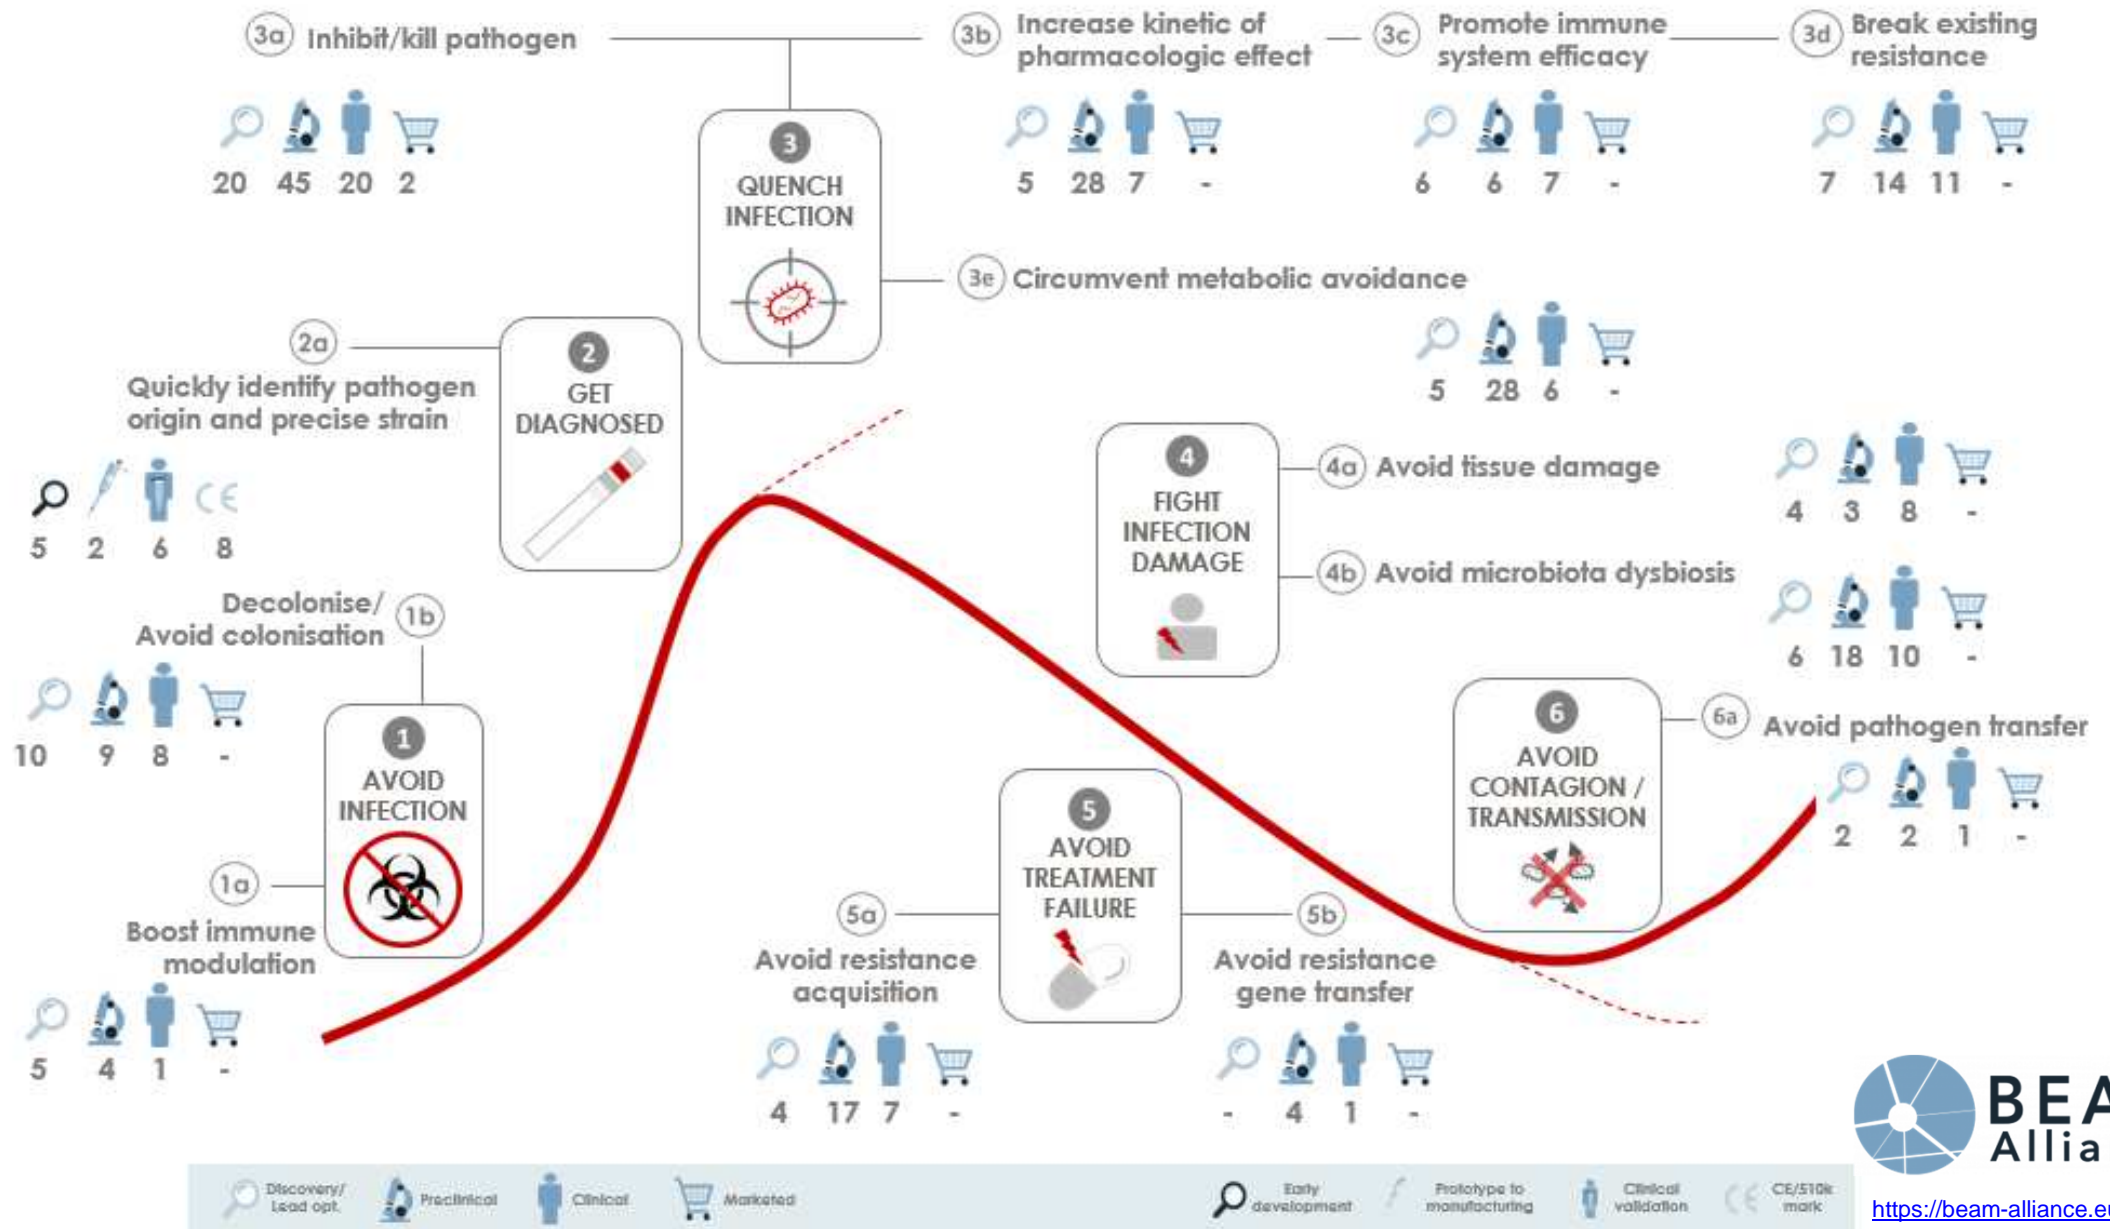 3a Inhibit/kill pathogen
20 45 20 2
3b Increase kinetic of
pharmacologic effect
5 28 7 -
3c Promote immune
system efficacy
6 6 7 -
3d Break existing
resistance
7 14 11 -
3
QUENCH
INFECTION
3e Circumvent metabolic avoidance
5 28 6 -
2a
Quickly identify pathogen
origin and precise strain
5 2 6 8
CE
2
GET
DIAGNOSED
4
FIGHT
INFECTION
DAMAGE
4a Avoid tissue damage
4 3 8 -
4b Avoid microbiota dysbiosis
6 18 10 -
Decolonise/
Avoid colonisation
1b
10 9 8 -
1
AVOID
INFECTION
1a
Boost immune
modulation
5 4 1 -
6
AVOID
CONTAGION /
TRANSMISSION
6a Avoid pathogen transfer
2 2 1 -
5
AVOID
TREATMENT
FAILURE
5a
Avoid resistance
acquisition
4 17 7 -
5b
Avoid resistance
gene transfer
- 4 1 -
BEA
Allia
https://beam-alliance.eu
Discovery/
Lead opt.
Preclinical
Clinical
Marketed
Early
development
Prototype to
manufacturing
Clinical
validation
CE
CE/510k
mark